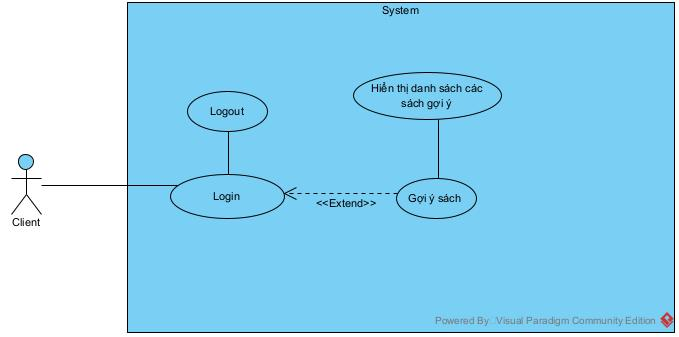 System
Hiển thị danh sách các
sách gợi ý
Logout
Login
<<Extend>>
Gợi ý sách
Client
Powered By Visual Paradigm Community Edition